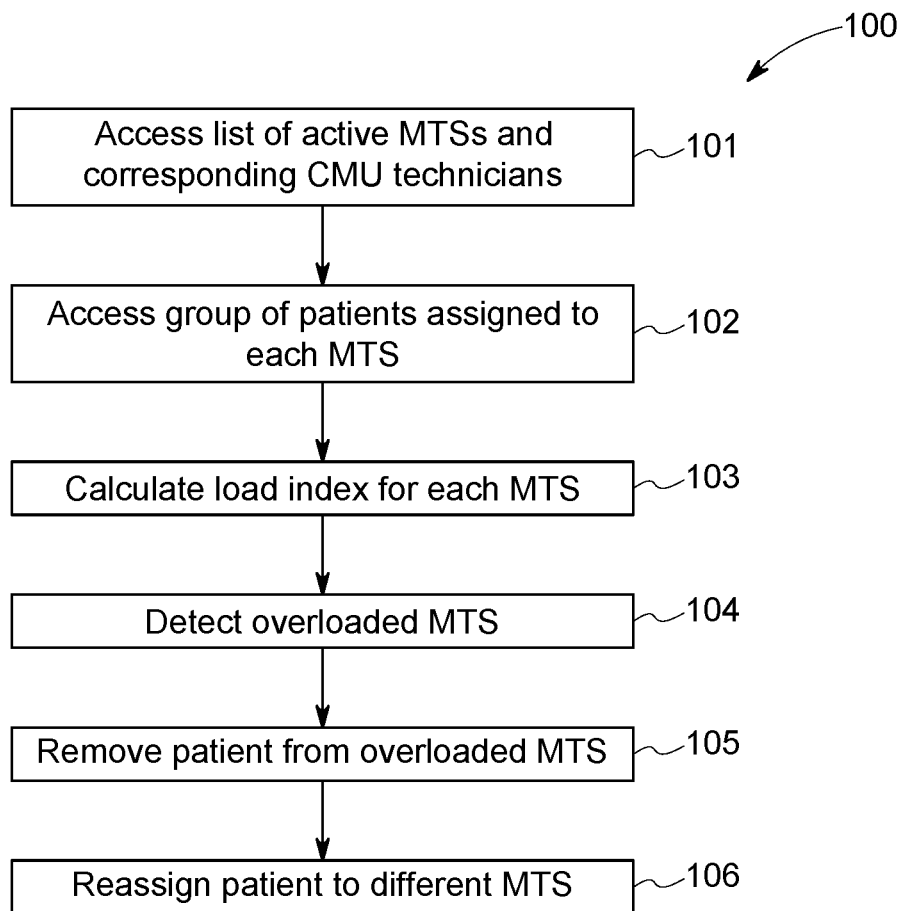 100
Access list of active MTSs and
corresponding CMU technicians
101
Access group of patients assigned to
each MTS
102
Calculate load index for each MTS
103
Detect overloaded MTS
104
Remove patient from overloaded MTS
105
Reassign patient to different MTS
106